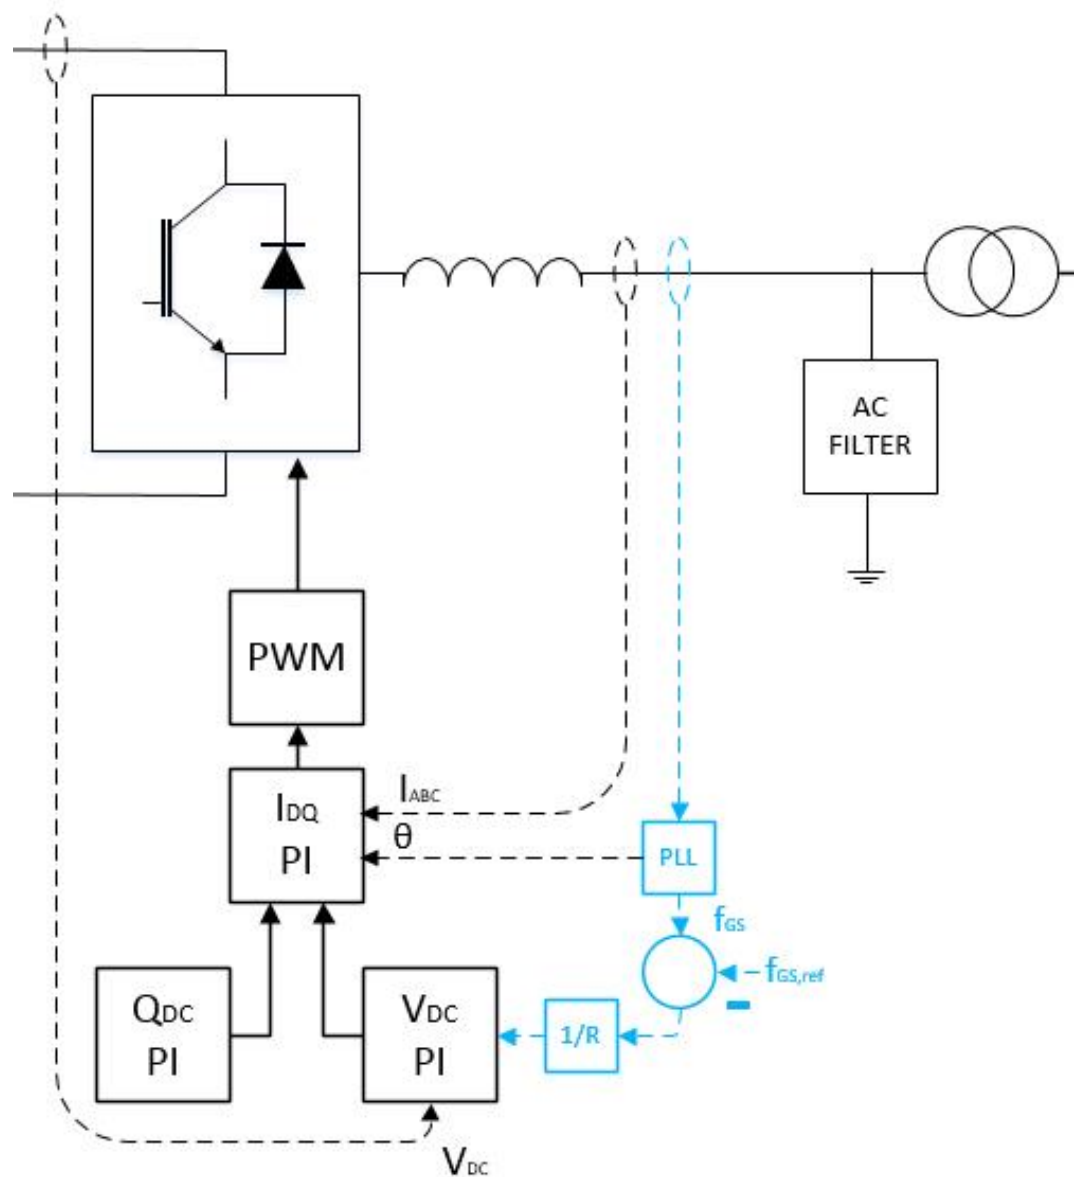 AC
FILTER
PWM
IDQ
PI
IABC
θ
PLL
fGS
fGS,ref
QDC
PI
VDC
PI
1/R
VDC